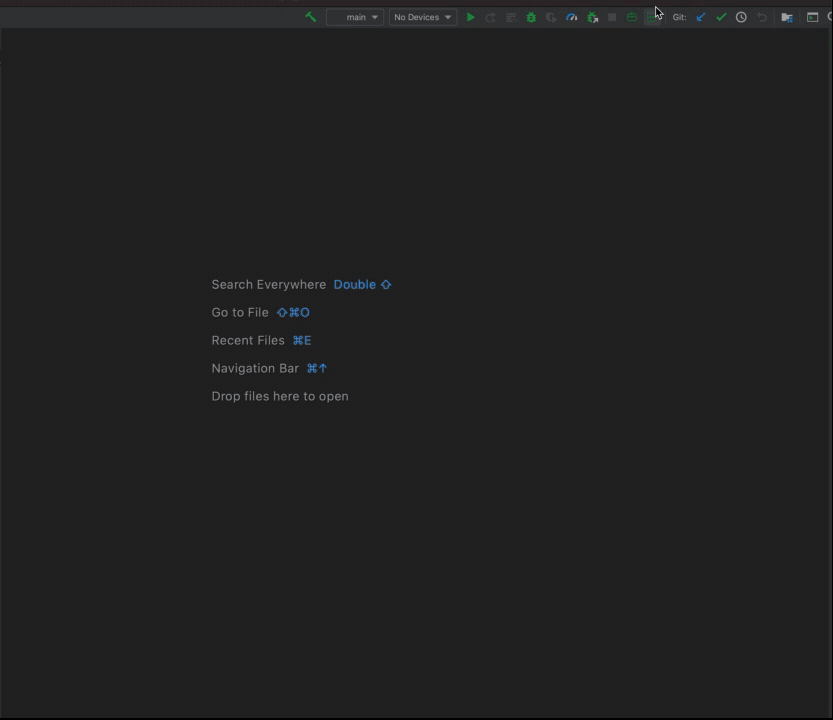 main No Devices Git:
Search Everywhere Double ⇧
Go to File ⇧⌘O
Recent Files ⌘E
Navigation Bar ⌘↑
Drop files here to open